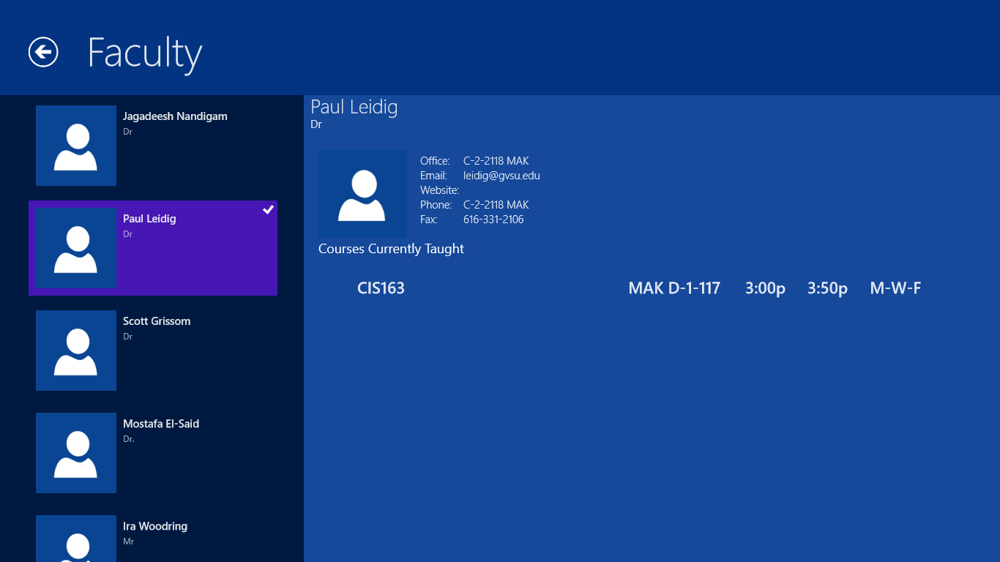 Faculty
Jagadeesh Nandigam
Dr
Paul Leidig
Dr
Scott Grissom
Dr
Mostafa El-Said
Dr.
Ira Woodring
Mr
Paul Leidig
Dr
Office: C-2-2118 MAK
Email: leidig@gvsu.edu
Website:
Phone: C-2-2118 MAK
Fax: 616-331-2106
Courses Currently Taught
CIS163 MAK D-1-117 3:00p 3:50p M-W-F